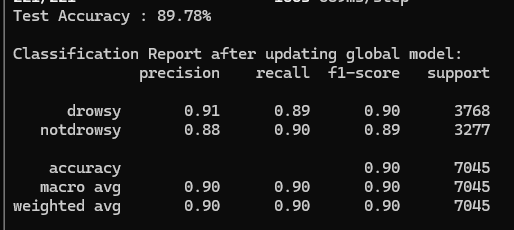 Test Accuracy : 89.78%
Classification Report after updating global model:
precision recall f1-score support
drowsy 0.91 0.89 0.90 3768
notdrowsy 0.88 0.90 0.89 3277
accuracy 0.90 7045
macro avg 0.90 0.90 0.90 7045
weighted avg 0.90 0.90 0.90 7045